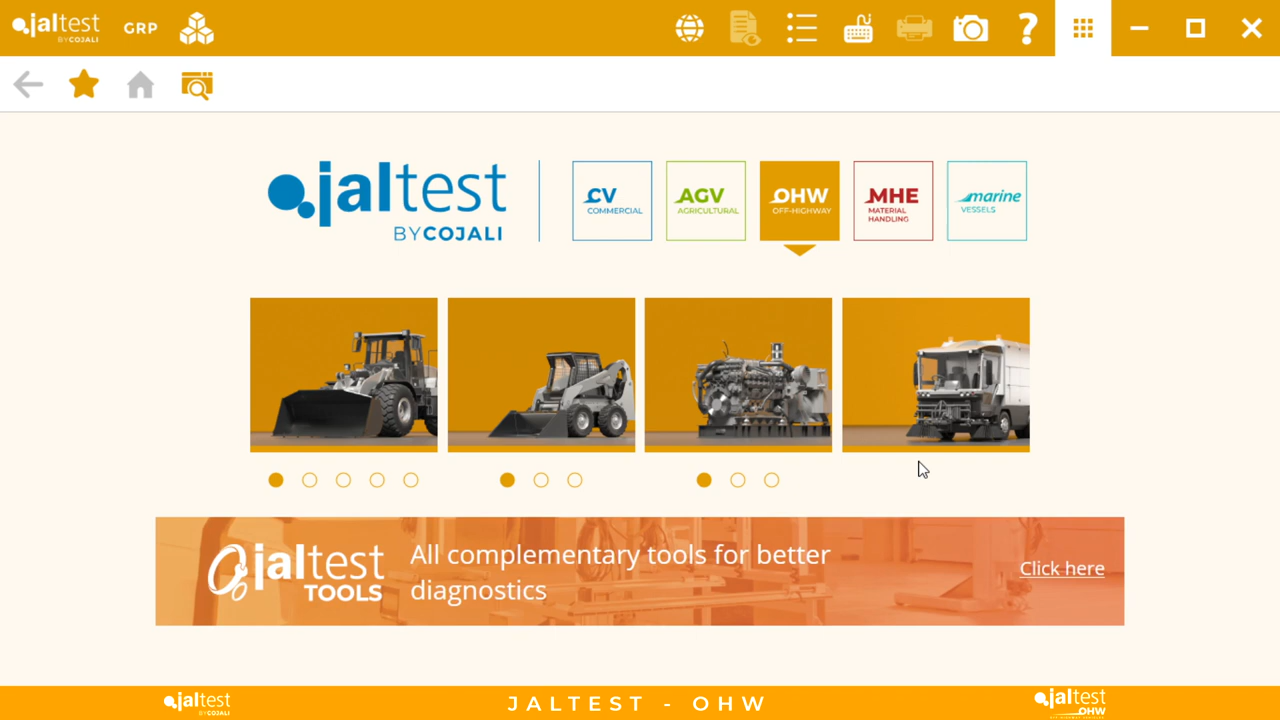 jaltest
BY COJALI
GRP
?
jaltest
BY COJALI
CV
COMMERCIAL
AGV
AGRICULTURAL
OHW
OFF-HIGHWAY
MHE
MATERIAL
HANDLING
marine
VESSELS
jaltest
TOOLS
All complementary tools for better
diagnostics
Click here
jaltest
BY COJALI
JALTEST - OHW
jaltest
OHW